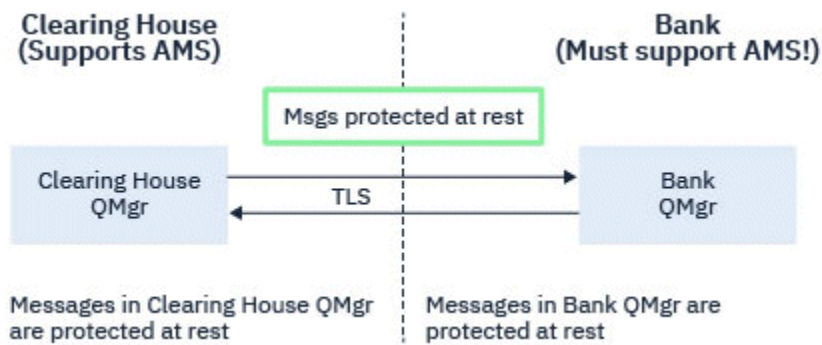 Clearing House
(Supports AMS)
Bank
(Must support AMS!)
Msgs protected at rest
Clearing House
QMgr
TLS
Bank
QMgr
Messages in Clearing House QMgr
are protected at rest
Messages in Bank QMgr are
protected at rest